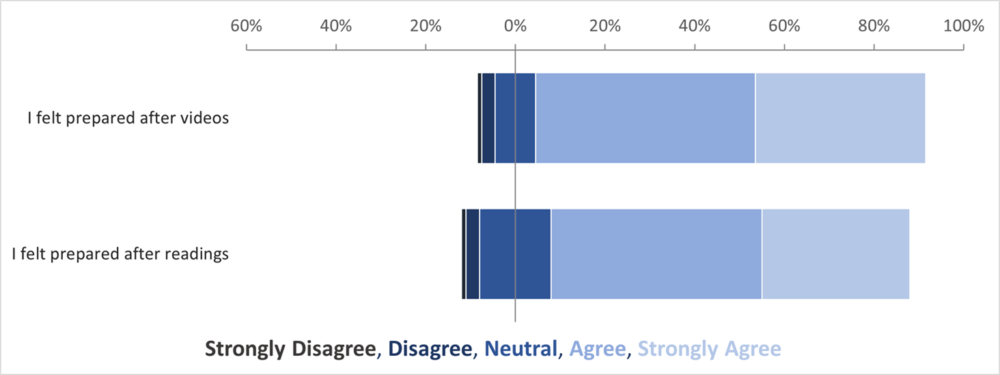 60% 40% 20% 0% 20% 40% 60% 80% 100%
I felt prepared after videos
I felt prepared after readings
Strongly Disagree, Disagree, Neutral, Agree, Strongly Agree